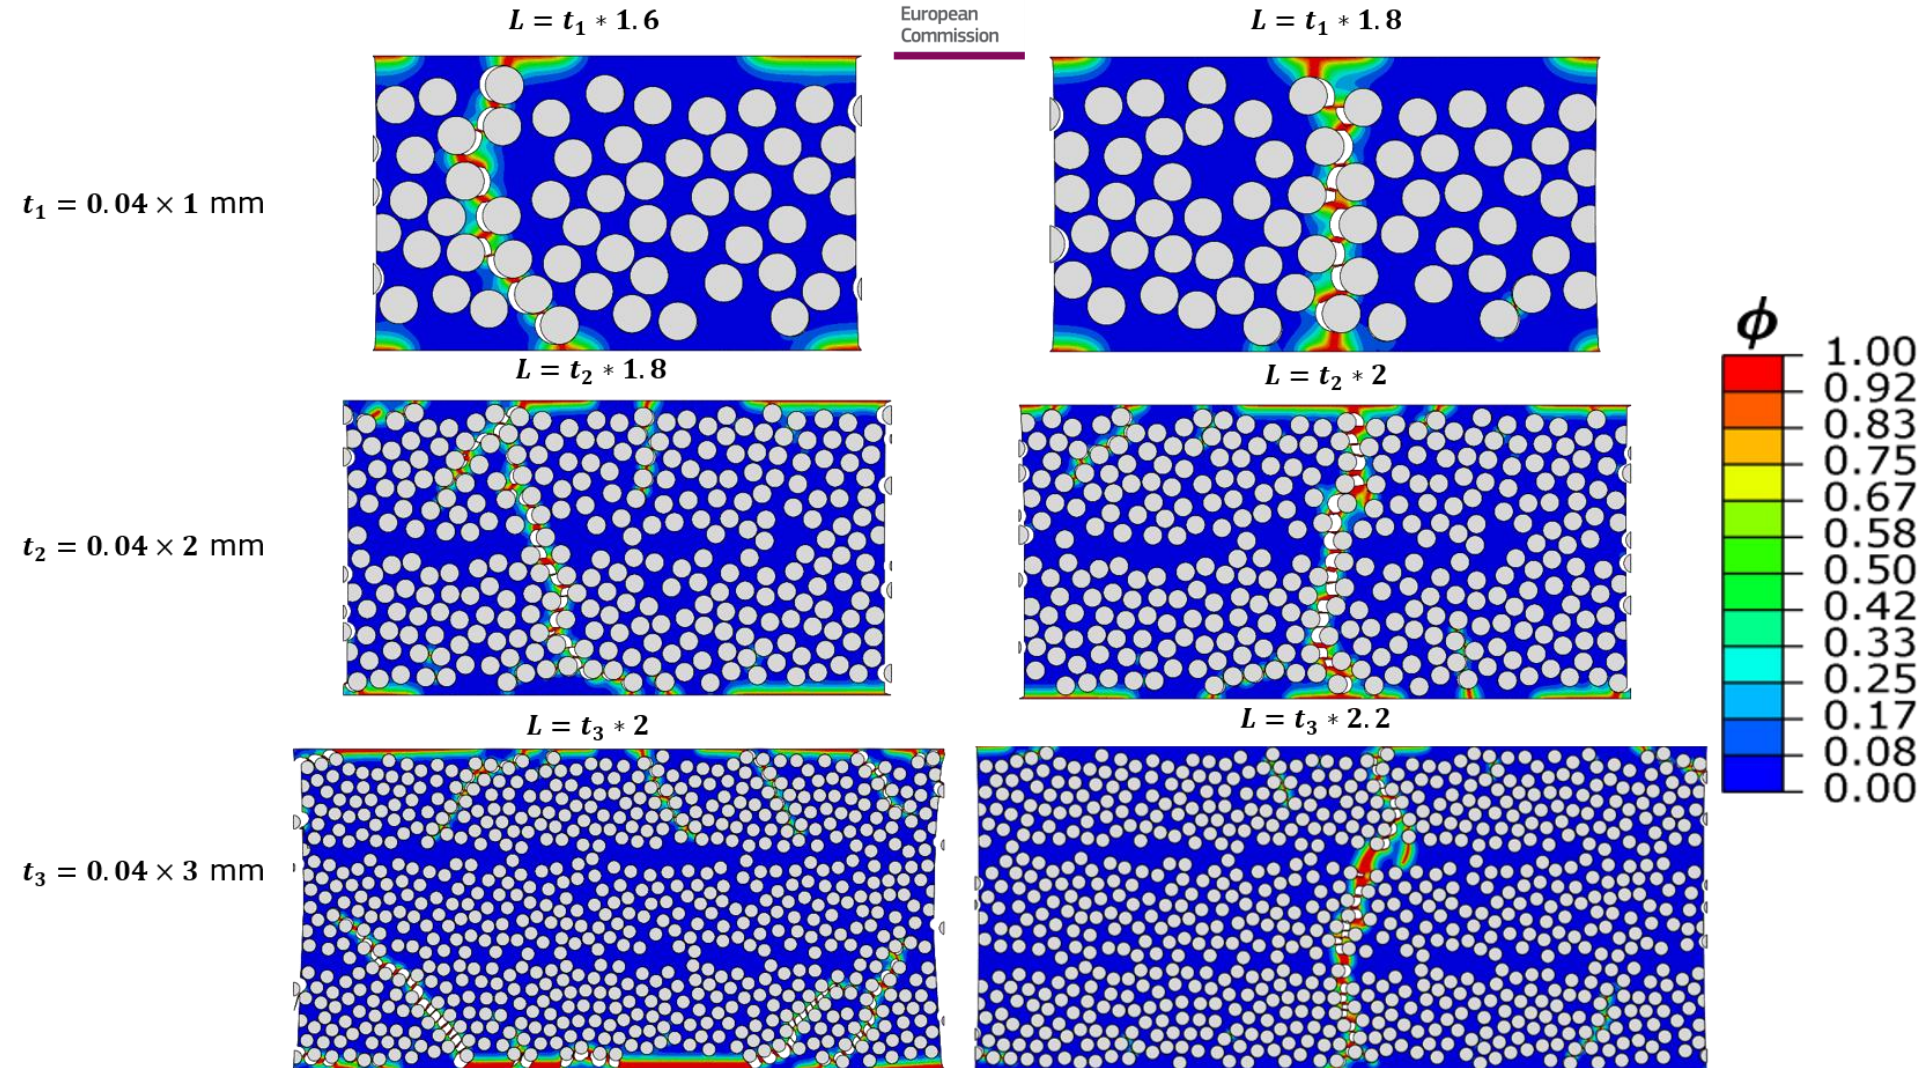 L = t₁ * 1.6
European
Commission
L = t₁ * 1.8
t₁ = 0.04 × 1 mm
L = t₂ * 1.8
L = t₂ * 2
t₂ = 0.04 × 2 mm
L = t₃ * 2
L = t₃ * 2.2
t₃ = 0.04 × 3 mm
ϕ
1.00
0.92
0.83
0.75
0.67
0.58
0.50
0.42
0.33
0.25
0.17
0.08
0.00